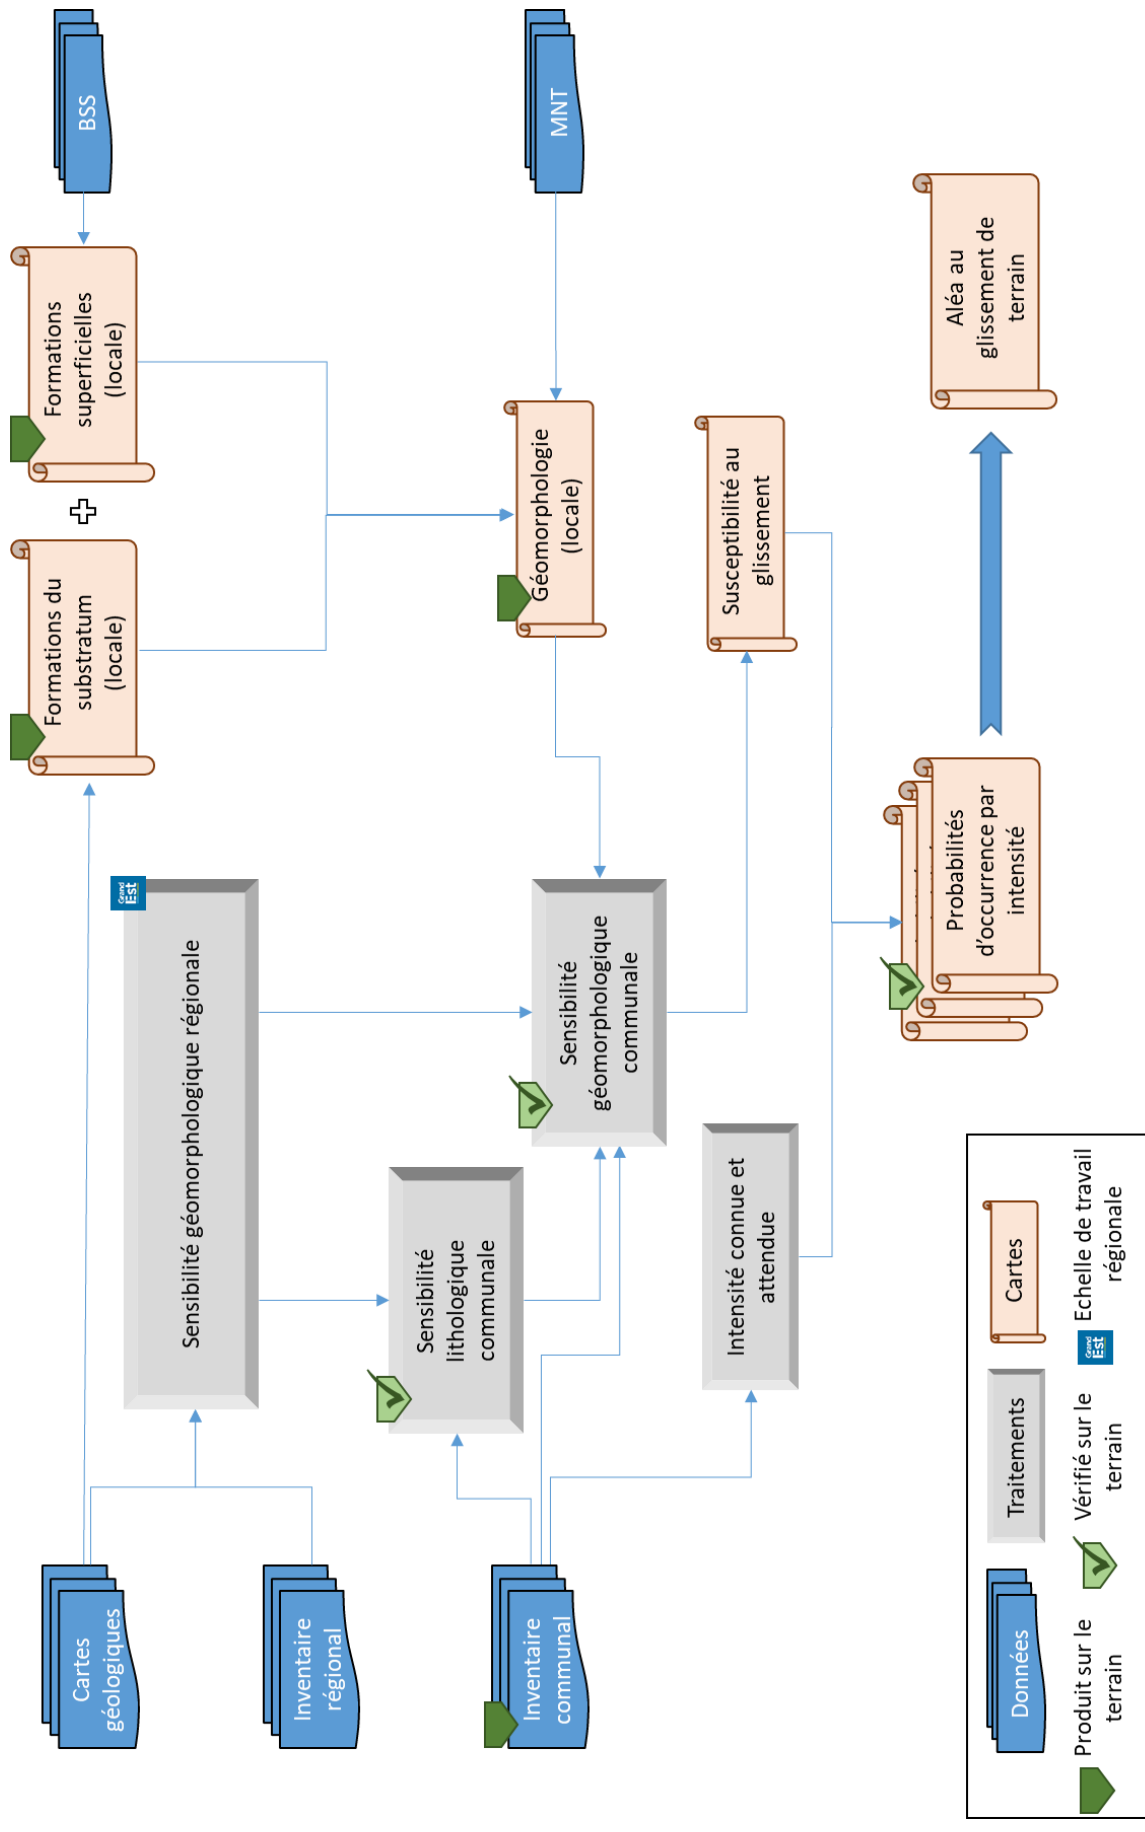 Cartes
géologiques
Inventaire
régional
Inventaire
communal
Sensibilité géomorphologique régionale
Grand
Est
Sensibilité
lithologique
communale
Sensibilité
géomorphologique
communale
Intensité connue et
attendue
Formations du
substratum
(locale)
Formations
superficielles
(locale)
BSS
Géomorphologie
(locale)
MNT
Susceptibilité au
glissement
Probabilités
d'occurrence par
intensité
Aléa au
glissement de
terrain
Données
Traitements
Cartes
Produit sur le
terrain
Vérifié sur le
terrain
Grand
Est
Echelle de travail
régionale